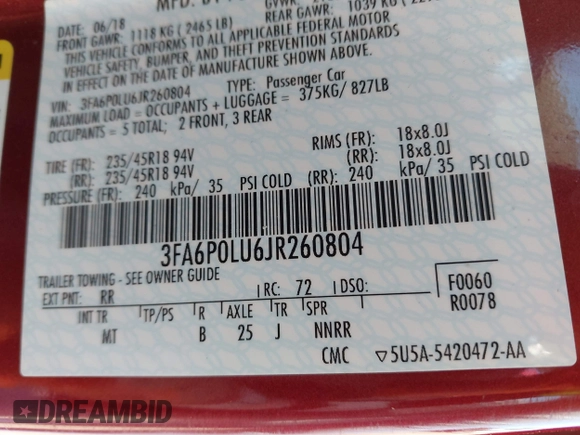 MFD. BY
GVWR
DATE: 06/18
FRONT GAWR: 1118 KG ( 2465 LB)
REAR GAWR: 1039 KG
THIS VEHICLE CONFORMS TO ALL APPLICABLE FEDERAL MOTOR
VEHICLE SAFETY, BUMPER, AND THEFT PREVENTION STANDARDS
IN EFFECT ON THE DATE OF MANUFACTURE SHOWN ABOVE.
VIN: 3FA6P0LU6JR260804 TYPE: Passenger Car
MAXIMUM LOAD = OCCUPANTS + LUGGAGE = 375KG/ 827LB
OCCUPANTS = 5 TOTAL; 2 FRONT, 3 REAR
TIRE (FR): 235/45R18 94V RIMS (FR): 18x8.0J
(RR): 235/45R18 94V (RR): 18x8.0J
PRESSURE (FR): 240 kPa/ 35 PSI COLD (RR): 240 kPa/ 35 PSI COLD
3FA6P0LU6JR260804
TRAILER TOWING - SEE OWNER GUIDE
EXT PNT: RR RC: 72 DSO: F0060
R0078
INT TR TP/PS R AXLE TR SPR
MT B 25 J NNRR
CMC ▽5U5A-5420472-AA
DREAMBID